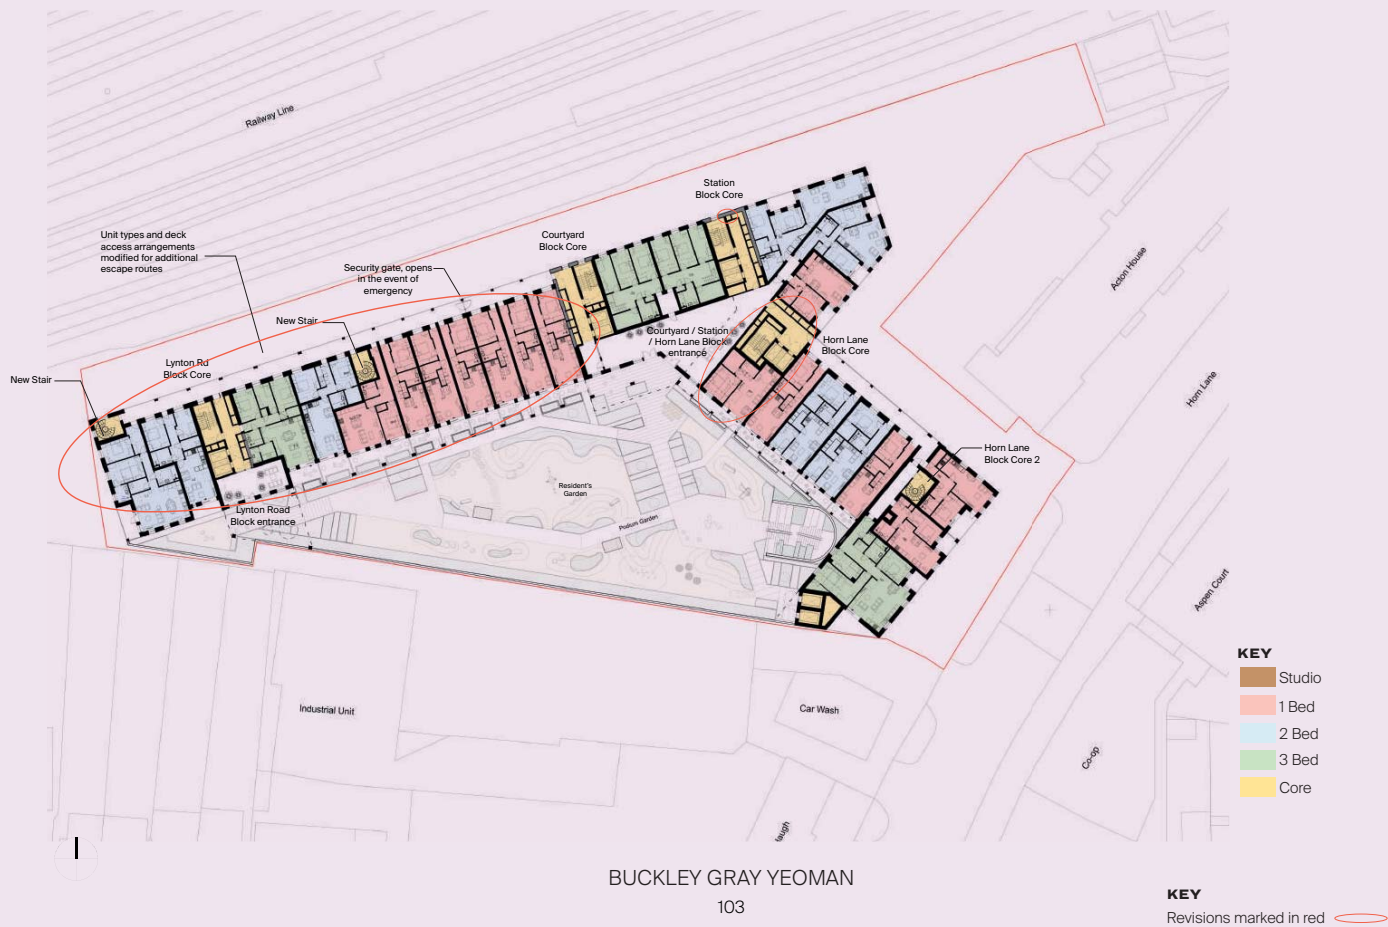 Railway Line
Station
Block Core
Courtyard
Block Core
Unit types and deck
access arrangements
modified for additional
escape routes
Security gate, opens
in the event of
emergency
New Stair
Lynton Rd
Block Core
New Stair
Courtyard / Station
/ Horn Lane Block
entrance
Horn Lane
Block Core
Acton House
Horn Lane
Horn Lane
Block Core 2
Resident's
Garden
Podium Garden
Lynton Road
Block entrance
Aspen Court
Industrial Unit
Car Wash
Co-op
KEY
Studio
1 Bed
2 Bed
3 Bed
Core
BUCKLEY GRAY YEOMAN
103
KEY
Revisions marked in red